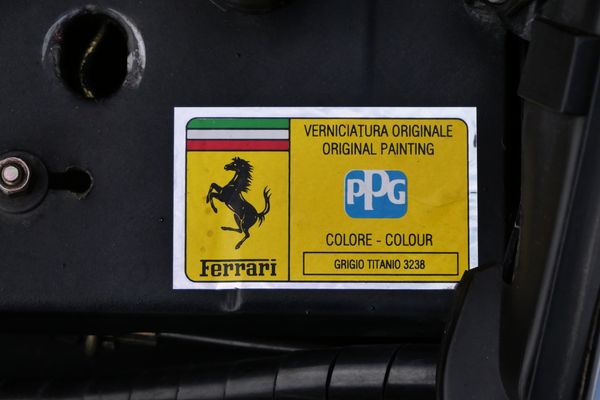 Ferrari
VERNICIATURA ORIGINALE
ORIGINAL PAINTING
PPG
COLORE - COLOUR
GRIGIO TITANIO 3238